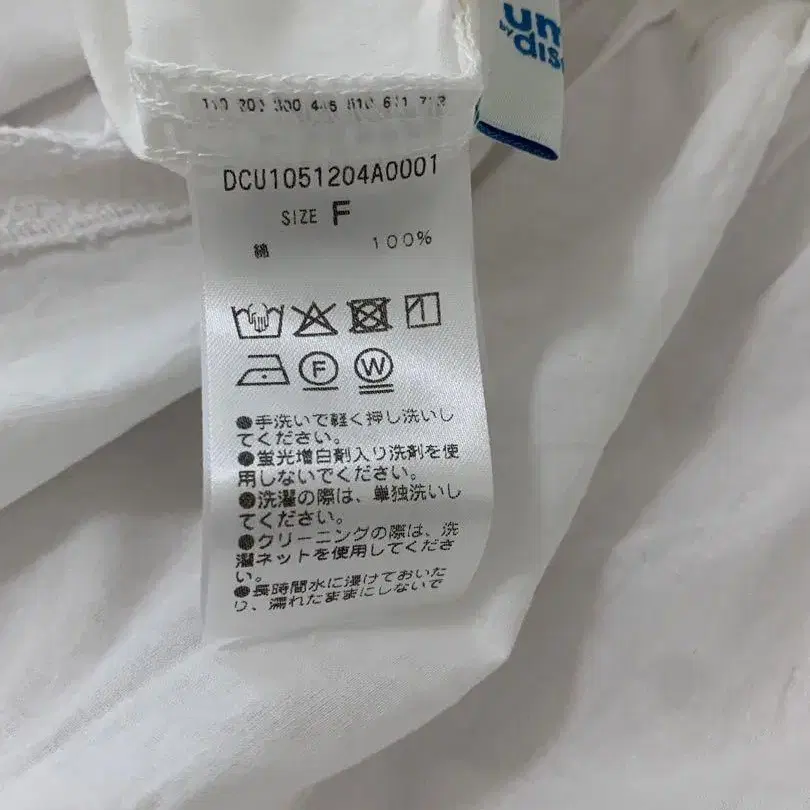 um
by dis
DCU1051204A0001
SIZE F
綿 100%
F
W
●手洗いで軽く押し洗いし
てください。
●蛍光増白剤入り洗剤を使
用しないでください。
●洗濯の際は、単独洗いし
てください。
●クリーニングの際は、洗
濯ネットを使用してくださ
い。
●長時間水に浸けておいた
り、濡れたままにしないで